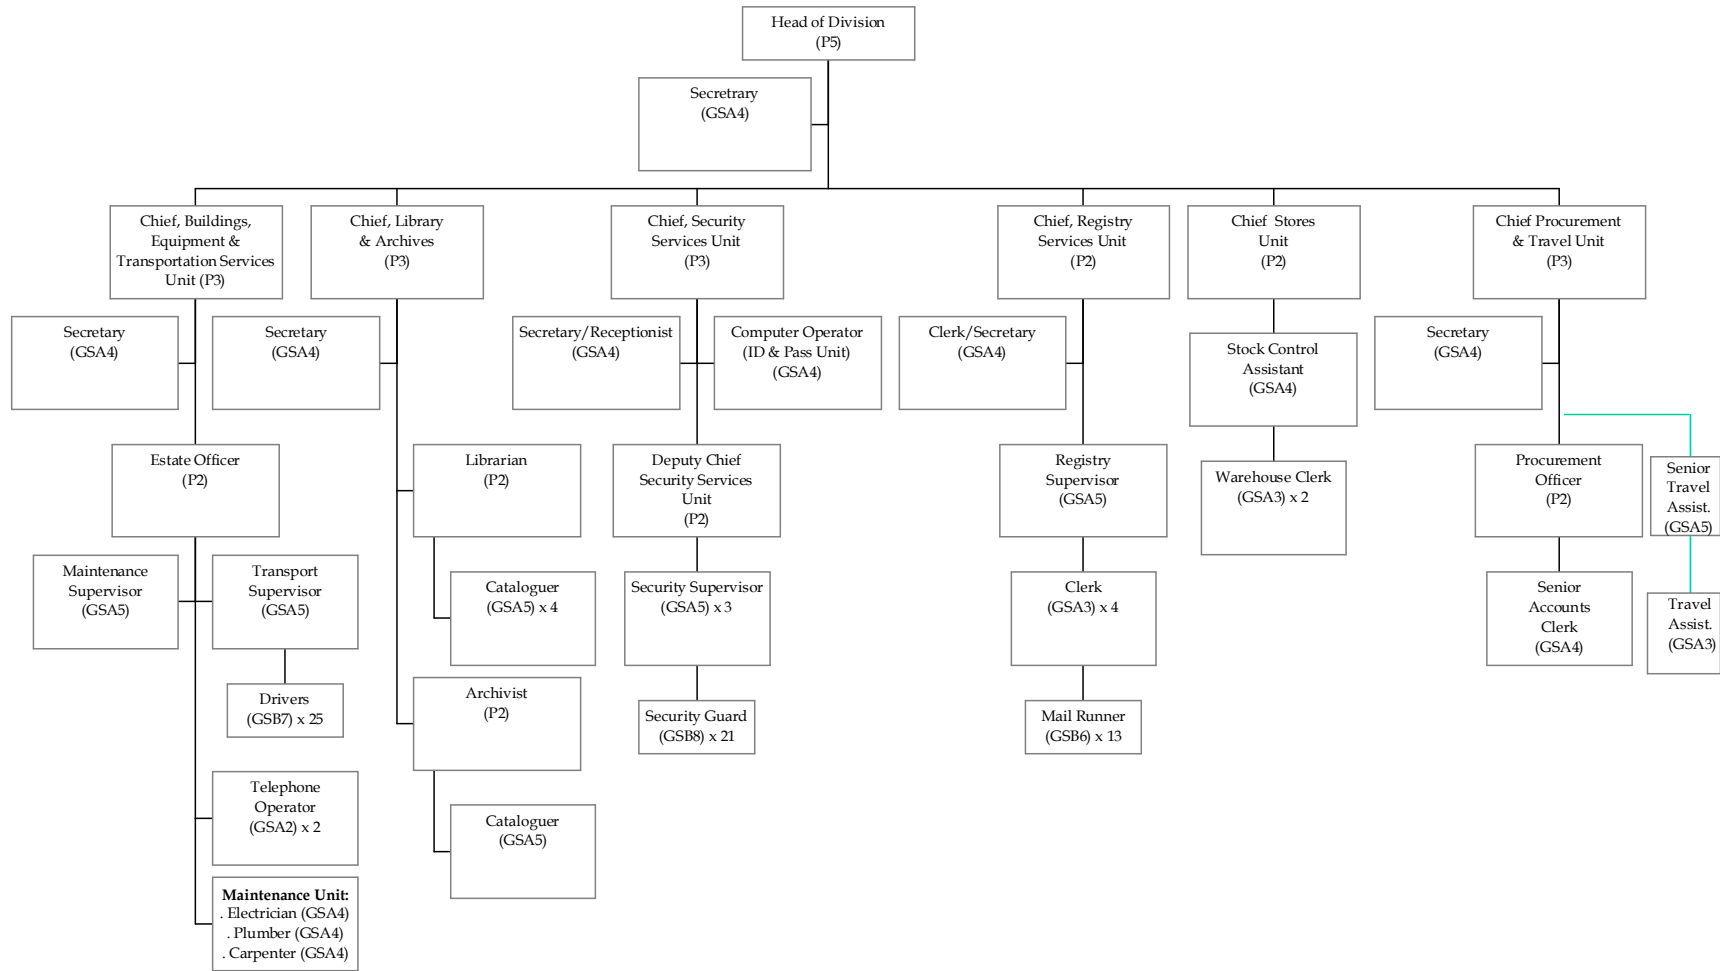 Head of Division
(P5)
Secretrary
(GSA4)
Chief, Buildings,
Equipment &
Transportation Services
Unit (P3)
Chief, Library
& Archives
(P3)
Chief, Security
Services Unit
(P3)
Chief, Registry
Services Unit
(P2)
Chief Stores
Unit
(P2)
Chief Procurement
& Travel Unit
(P3)
Secretary
(GSA4)
Secretary
(GSA4)
Secretary/Receptionist
(GSA4)
Computer Operator
(ID & Pass Unit)
(GSA4)
Clerk/Secretary
(GSA4)
Stock Control
Assistant
(GSA4)
Secretary
(GSA4)
Estate Officer
(P2)
Librarian
(P2)
Deputy Chief
Security Services
Unit
(P2)
Registry
Supervisor
(GSA5)
Warehouse Clerk
(GSA3) x 2
Procurement
Officer
(P2)
Senior
Travel
Assist.
(GSA5)
Maintenance
Supervisor
(GSA5)
Transport
Supervisor
(GSA5)
Cataloguer
(GSA5) x 4
Security Supervisor
(GSA5) x 3
Clerk
(GSA3) x 4
Senior
Accounts
Clerk
(GSA4)
Travel
Assist.
(GSA3)
Drivers
(GSB7) x 25
Archivist
(P2)
Security Guard
(GSB8) x 21
Mail Runner
(GSB6) x 13
Telephone
Operator
(GSA2) x 2
Cataloguer
(GSA5)
Maintenance Unit:
. Electrician (GSA4)
. Plumber (GSA4)
. Carpenter (GSA4)